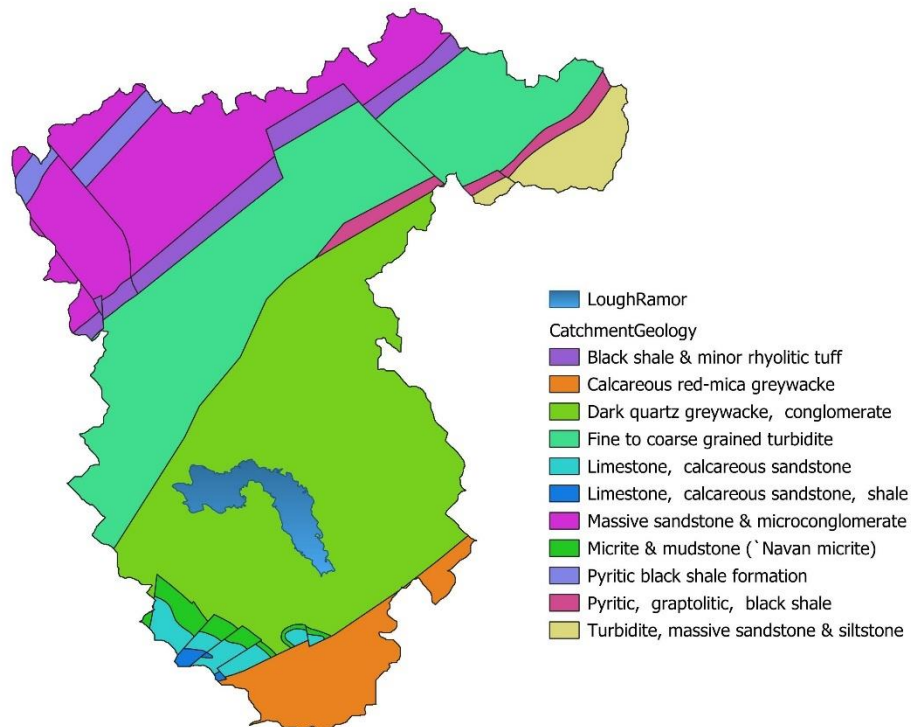 LoughRamor
CatchmentGeology
Black shale & minor rhyolitic tuff
Calcareous red-mica greywacke
Dark quartz greywacke, conglomerate
Fine to coarse grained turbidite
Limestone, calcareous sandstone
Limestone, calcareous sandstone, shale
Massive sandstone & microconglomerate
Micrite & mudstone (`Navan micrite)
Pyritic black shale formation
Pyritic, graptolitic, black shale
Turbidite, massive sandstone & siltstone